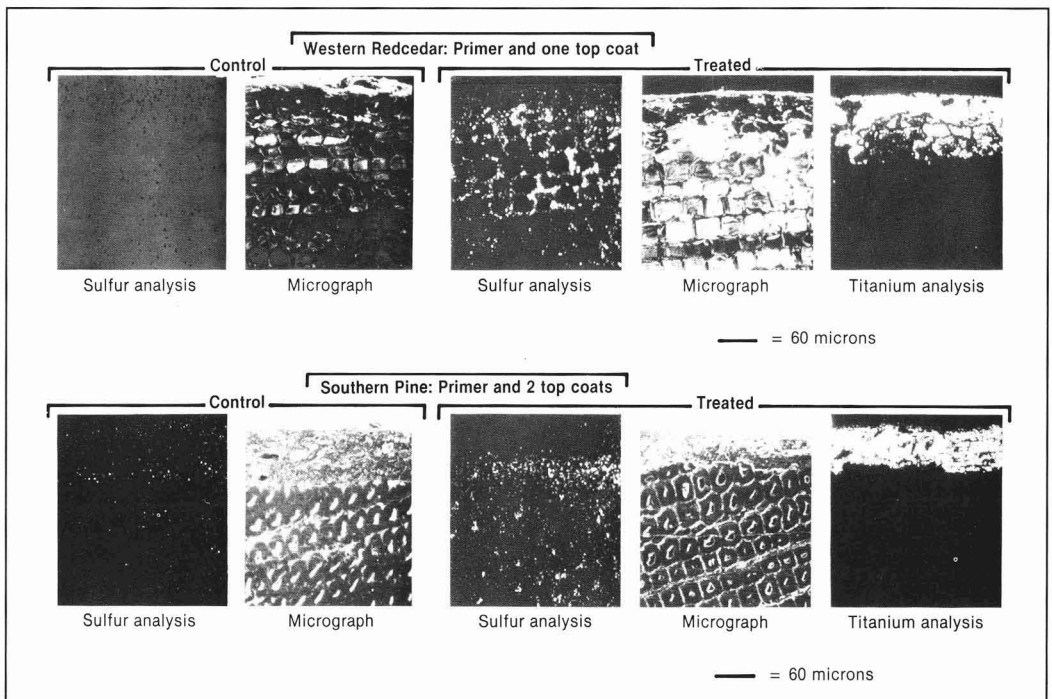 Western Redcedar: Primer and one top coat
Control
Treated
Sulfur analysis
Micrograph
Sulfur analysis
Micrograph
Titanium analysis
= 60 microns
Southern Pine: Primer and 2 top coats
Control
Treated
Sulfur analysis
Micrograph
Sulfur analysis
Micrograph
Titanium analysis
= 60 microns